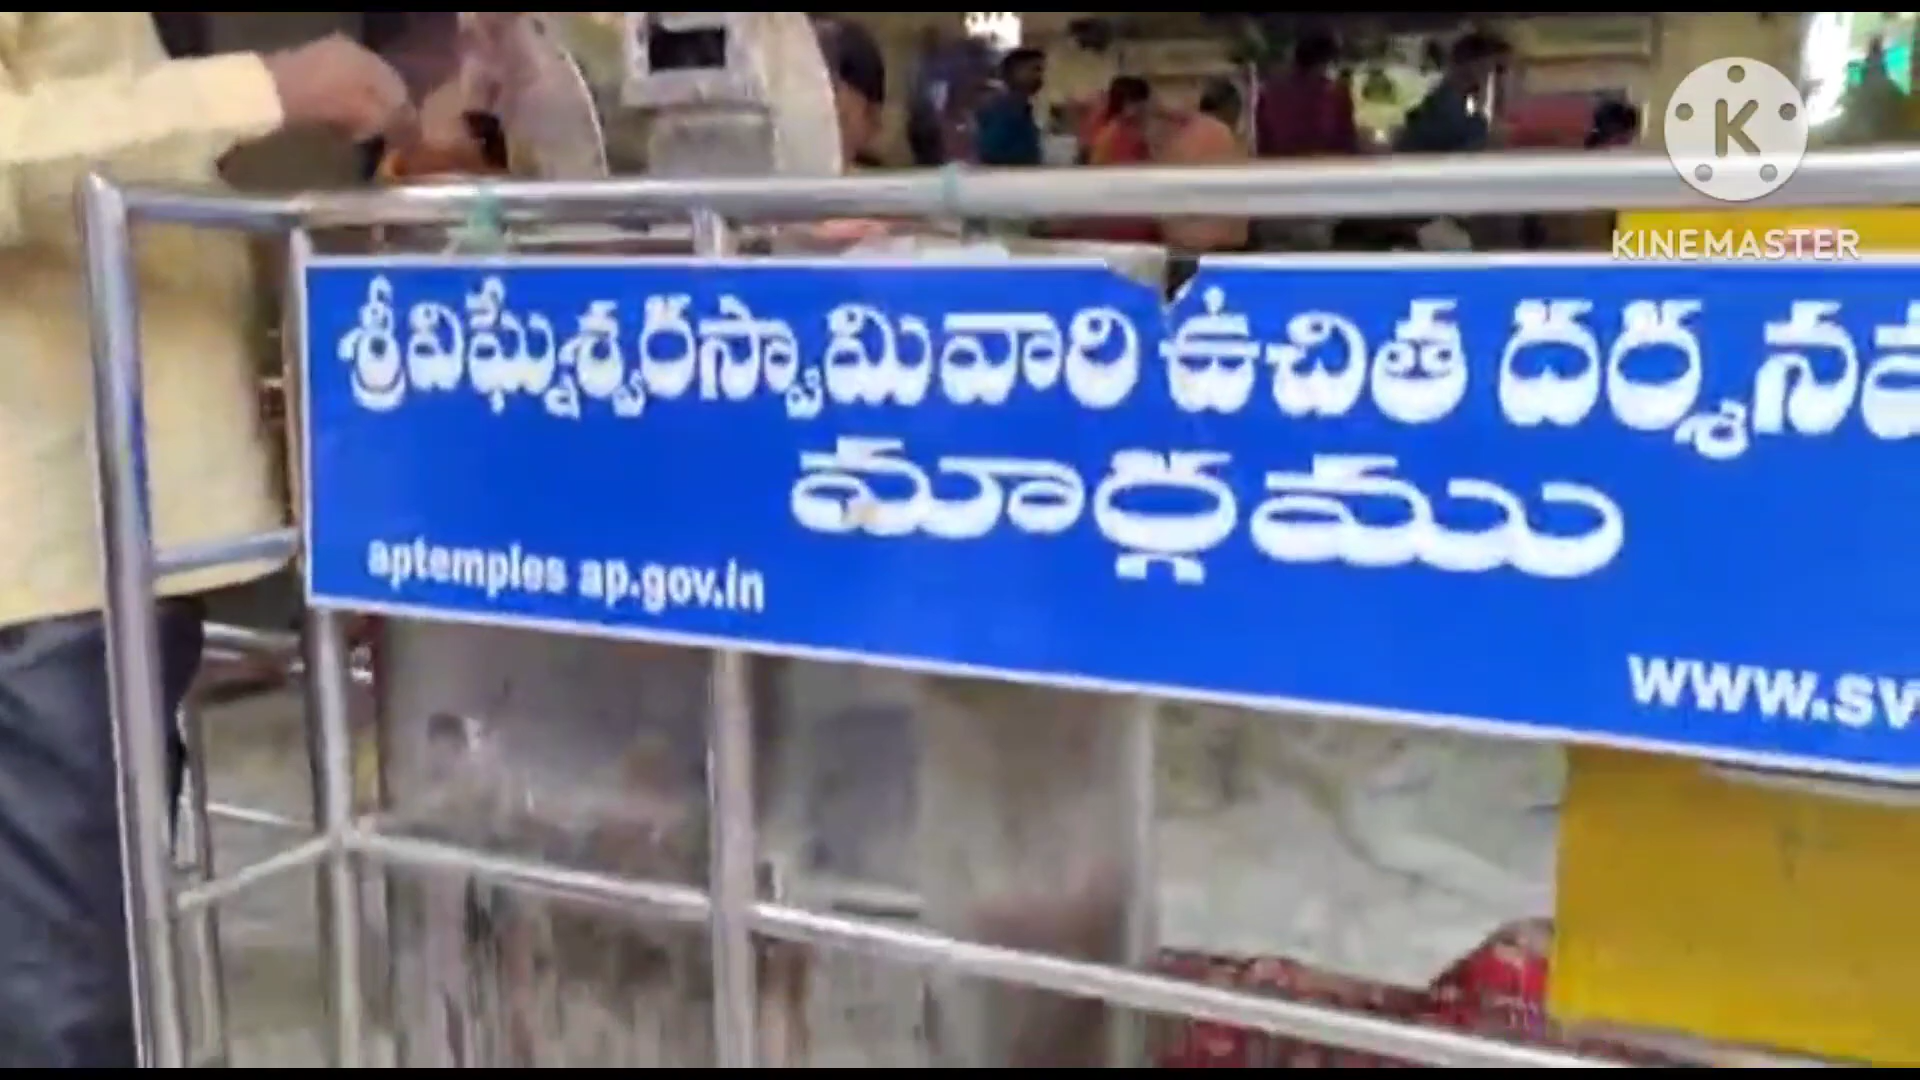 K
KINEMASTER
శ్రీవిఘ్నేశ్వరస్వామివారి ఉచిత దర్శన
మార్గము
aptemples ap.gov.in
www.sv